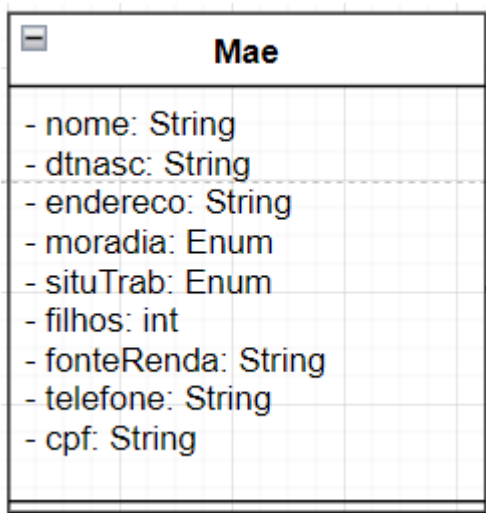 Mae
- nome: String
- dtnasc: String
- endereco: String
- moradia: Enum
- situTrab: Enum
- filhos: int
- fonteRenda: String
- telefone: String
- cpf: String